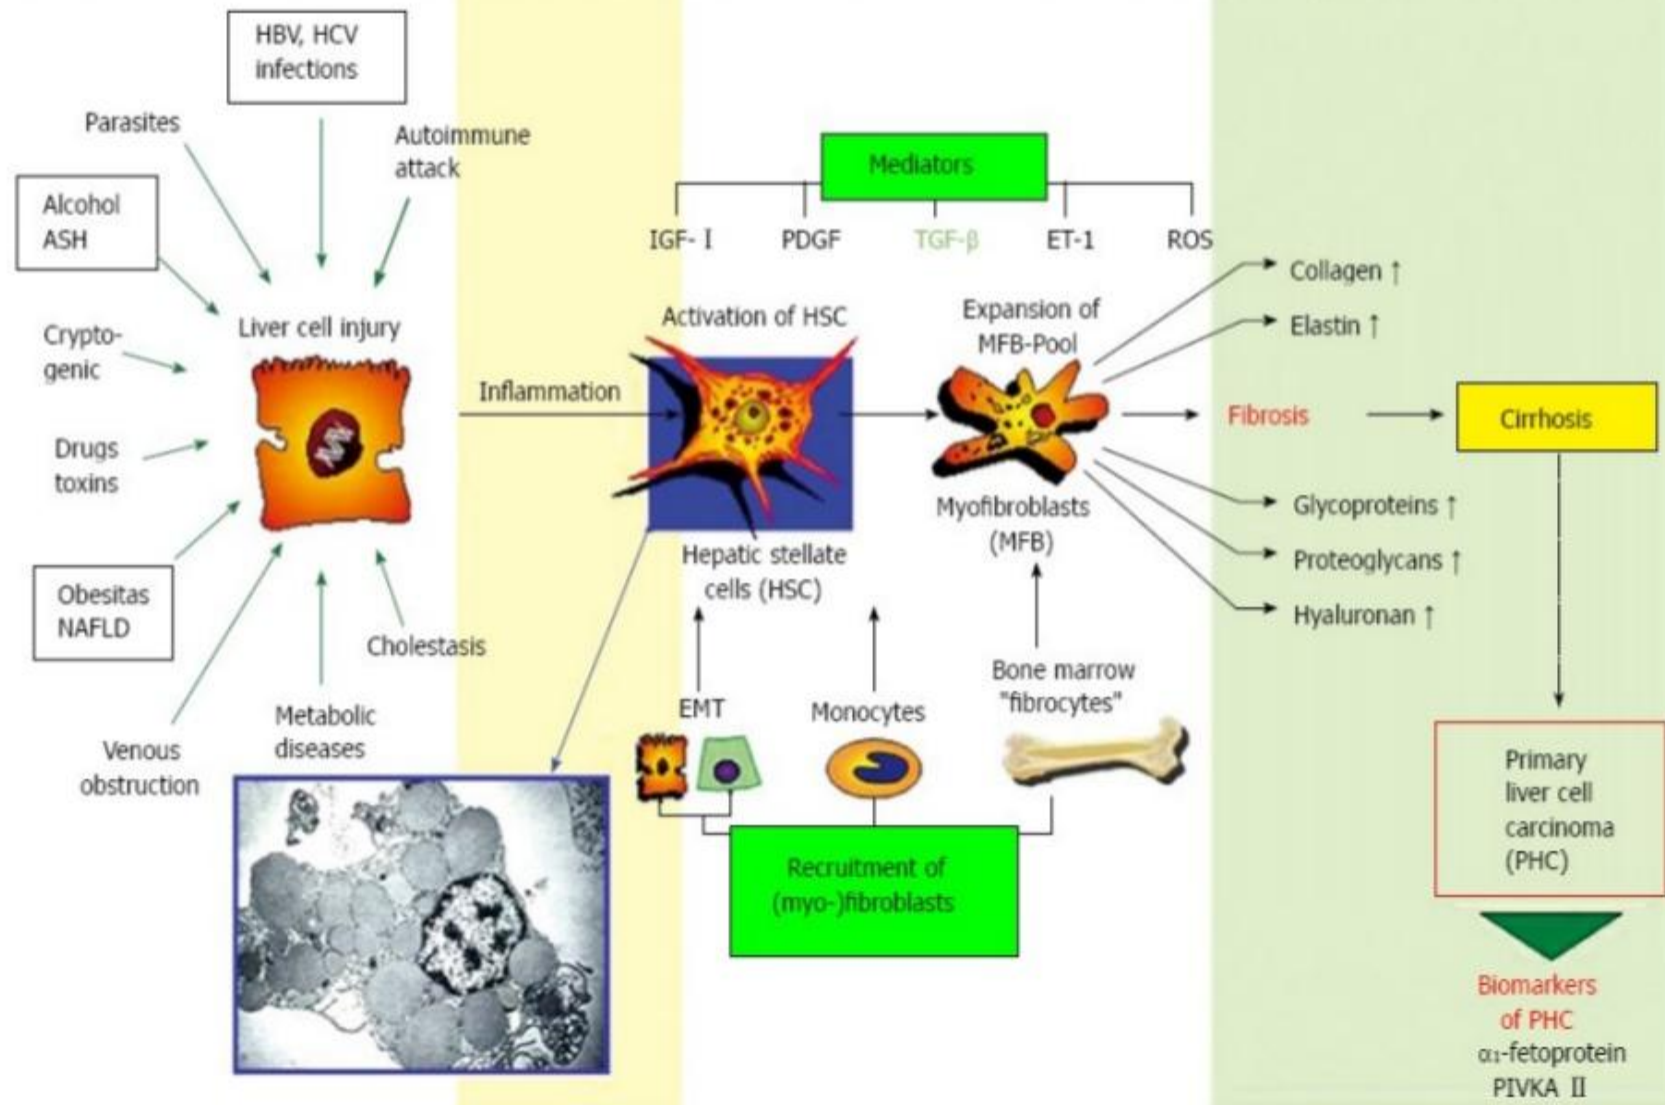 HBV, HCV
infections
Parasites
Autoimmune
attack
Alcohol
ASH
Crypto-
genic
Liver cell injury
Drugs
toxins
Obesitas
NAFLD
Cholestasis
Metabolic
diseases
Venous
obstruction
Inflammation
Mediators
IGF- I
PDGF
TGF-β
ET-1
ROS
Activation of HSC
Hepatic stellate
cells (HSC)
Expansion of
MFB-Pool
Myofibroblasts
(MFB)
EMT
Monocytes
Bone marrow
"fibrocytes"
Recruitment of
(myo-)fibroblasts
Collagen ↑
Elastin ↑
Fibrosis
Glycoproteins ↑
Proteoglycans ↑
Hyaluronan ↑
Cirrhosis
Primary
liver cell
carcinoma
(PHC)
Biomarkers
of PHC
α1-fetoprotein
PIVKA II